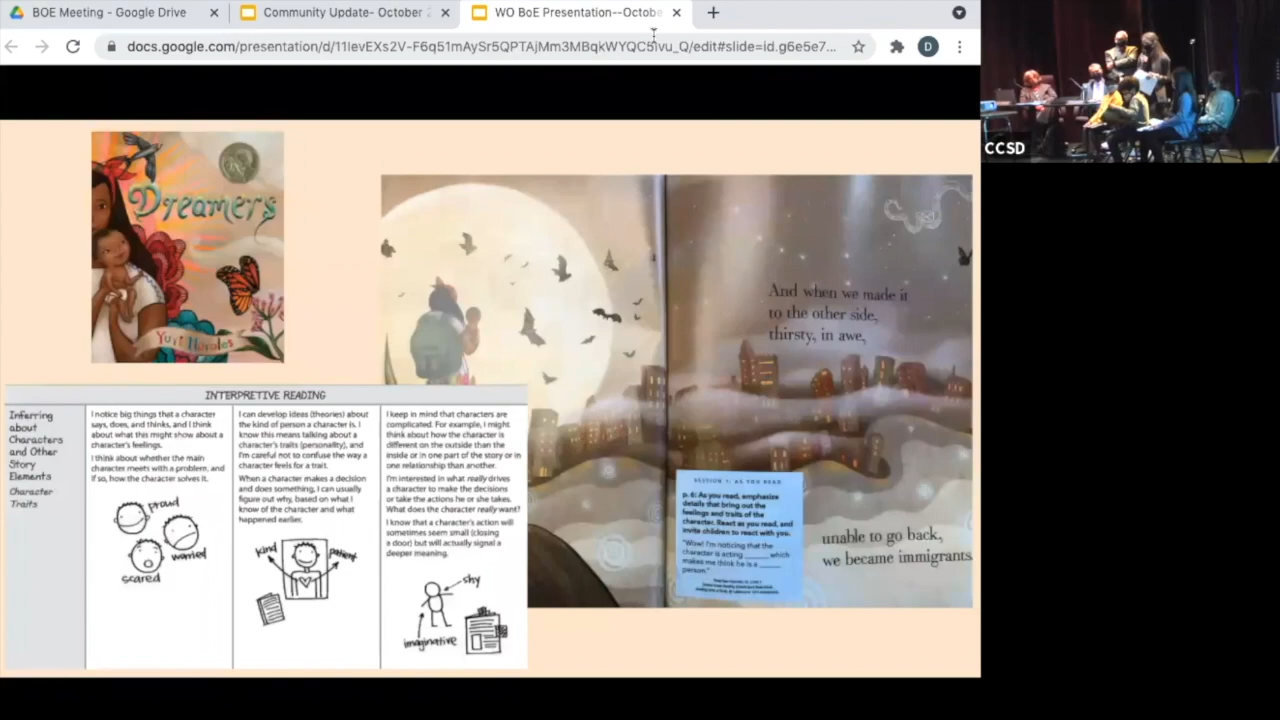 BOE Meeting - Google Drive
Community Update- October 2
WO BoE Presentation--Octobe
docs.google.com/presentation/d/11IevEXs2V-F6q51mAySr5QPTAjMm3MBqkWYQC5lvu_Q/edit#slide=id.g6e5e7...
D
CCSD
Dreamers
Yuyi Morales
And when we made it
to the other side,
thirsty, in awe,
unable to go back,
we became immigrants
SESSION 1: AS YOU READ
p. 6: As you read, emphasize
details that bring out the
feelings and traits of the
character. React as you read, and
invite children to react with you.
"Wow! I'm noticing that the
character is acting _____ which
makes me think he is a _____
person."
INTERPRETIVE READING
Inferring
about
Characters
and Other
Story
Elements
Character
Traits
I notice big things that a character
says, does, and thinks, and I think
about what this might show about a
character's feelings.
I think about whether the main
character meets with a problem, and
if so, how the character solves it.
proud
worried
scared
I can develop ideas (theories) about
the kind of person a character is. I
know this means talking about a
character's traits (personality), and
I'm careful not to confuse the way a
character feels for a trait.
When a character makes a decision
and does something, I can usually
figure out why, based on what I
know of the character and what
happened earlier.
kind
patient
I keep in mind that characters are
complicated. For example, I might
think about how the character is
different on the outside than the
inside or in one part of the story or in
one relationship than another.
I'm interested in what really drives
a character to make the decisions
or take the actions he or she takes.
What does the character really want?
I know that a character's action will
sometimes seem small (closing
a door) but will actually signal a
deeper meaning.
shy
imaginative